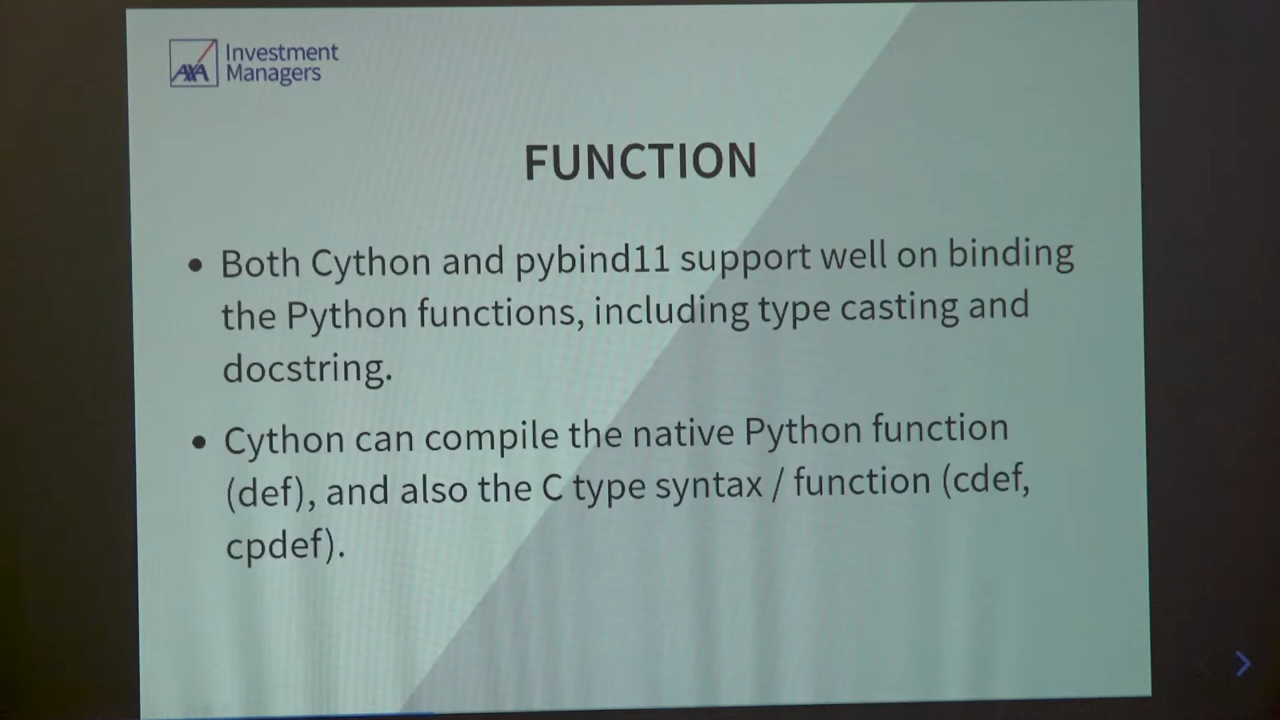 AXA
Investment
Managers
FUNCTION
• Both Cython and pybind11 support well on binding
the Python functions, including type casting and
docstring.
• Cython can compile the native Python function
(def), and also the C type syntax / function (cdef,
cpdef).